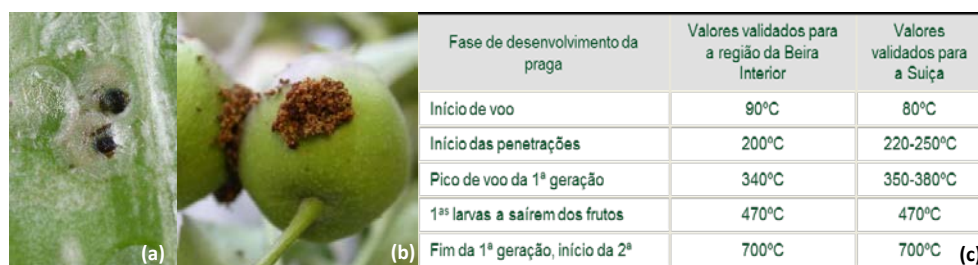 Fase de desenvolvimento da
praga
Valores validados para
a região da Beira
Interior
Valores
validados para
a Suiça
Início de voo
90ºC
80ºC
Início das penetrações
200ºC
220-250ºC
Pico de voo da 1ª geração
340ºC
350-380ºC
1ªs larvas a saírem dos frutos
470ºC
470ºC
Fim da 1ª geração, início da 2ª
700ºC
700ºC
(a)
(b)
(c)